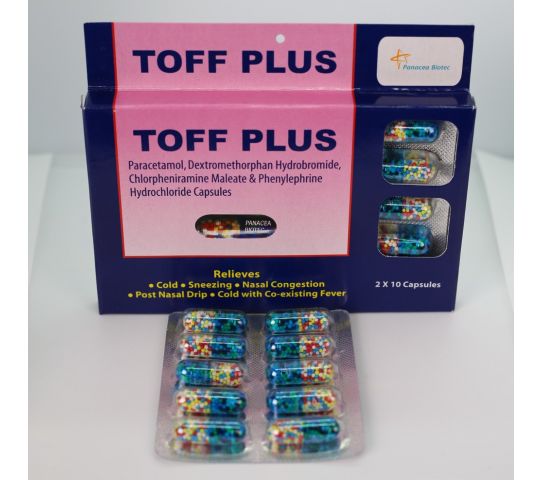 TOFF PLUS
Panacea Biotec
TOFF PLUS
Paracetamol, Dextromethorphan Hydrobromide,
Chlorpheniramine Maleate & Phenylephrine
Hydrochloride Capsules
PANACEA
BIOTEC
Relieves
• Cold • Sneezing • Nasal Congestion
• Post Nasal Drip • Cold with Co-existing Fever
2 X 10 Capsules